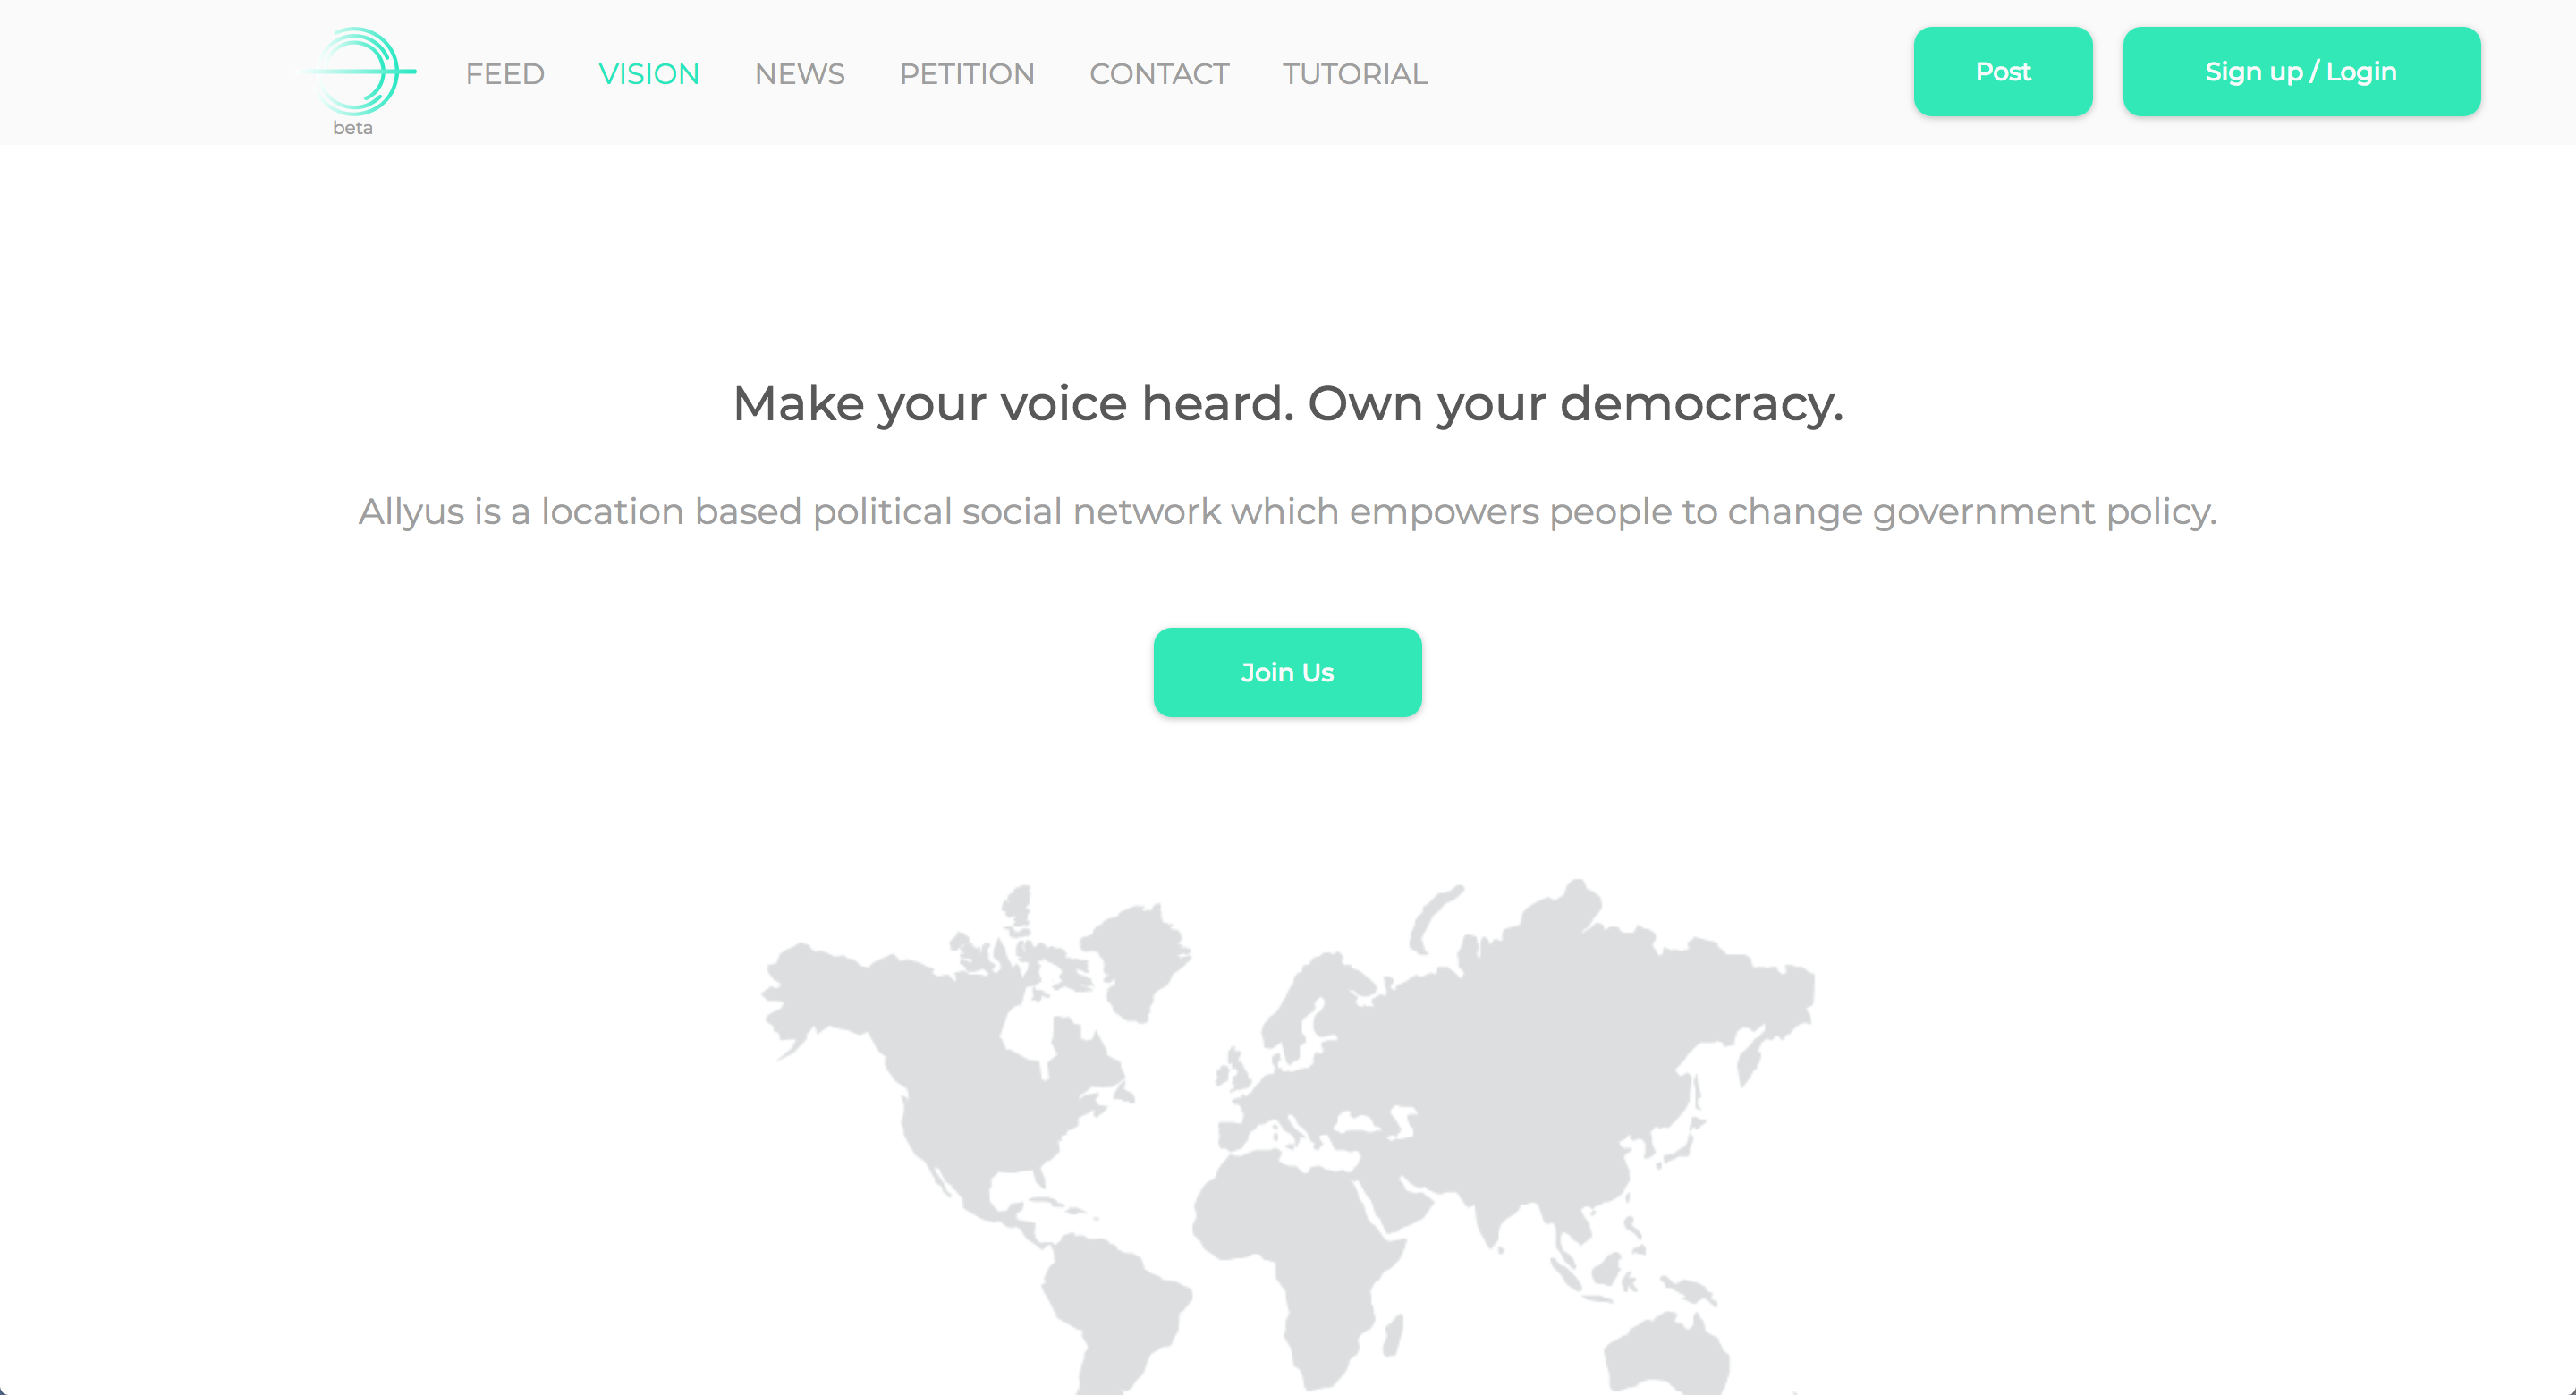 beta
FEED VISION NEWS PETITION CONTACT TUTORIAL Post Sign up / Login
Make your voice heard. Own your democracy.
Allyus is a location based political social network which empowers people to change government policy.
Join Us